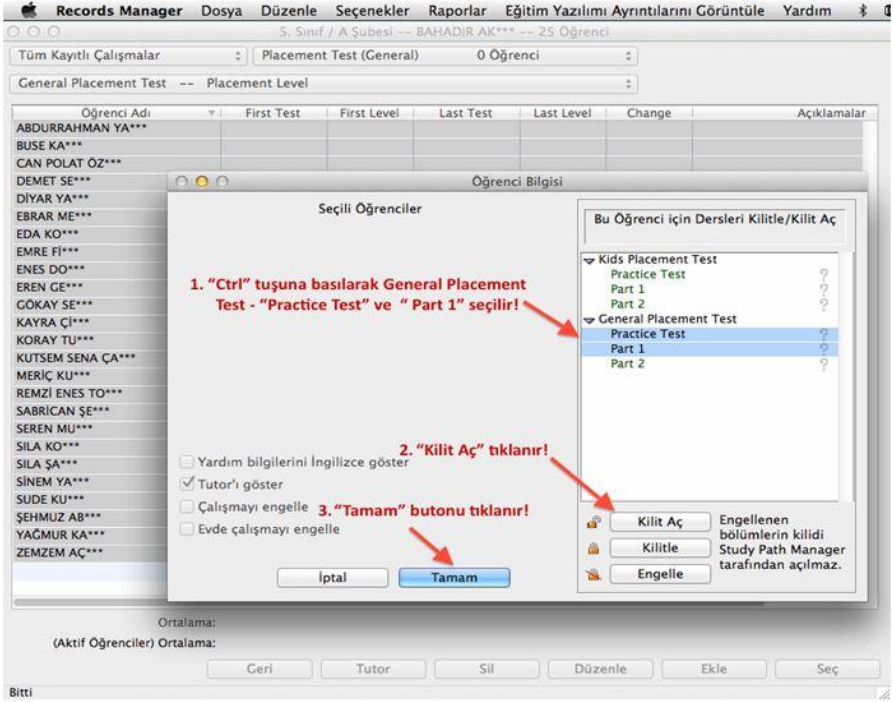 Records Manager Dosya Düzenle Seçenekler Raporlar Eğitim Yazılımı Ayrıntılarını Görüntüle Yardım
5. Sınıf / A Şubesi -- BAHADIR AK*** -- 25 Öğrenci
Tüm Kayıtlı Çalışmalar
Placement Test (General) 0 Öğrenci
General Placement Test -- Placement Level
Öğrenci Adı First Test First Level Last Test Last Level Change Açıklamalar
ABDURRAHMAN YA***
BUSE KA***
CAN POLAT ÖZ***
DEMET SE***
DİYAR YA***
EBRAR ME***
EDA KO***
EMRE Fİ***
ENES DO***
EREN GE***
GÖKAY SE***
KAYRA Çİ***
KORAY TU***
KUTSEM SENA ÇA***
MERİÇ KU***
REMZİ ENES TO***
SABRİCAN ŞE***
SEREN MU***
SILA KO***
SILA ŞA***
SİNEM YA***
SUDE KU***
ŞEHMUZ AB***
YAĞMUR KA***
ZEMZEM AÇ***
Öğrenci Bilgisi
Seçili Öğrenciler
1. “Ctrl” tuşuna basılarak General Placement
Test - “Practice Test” ve “ Part 1” seçilir!
Bu Öğrenci için Dersleri Kilitle/Kilit Aç
Kids Placement Test
Practice Test ?
Part 1 ?
Part 2 ?
General Placement Test
Practice Test ?
Part 1 ?
Part 2 ?
2. “Kilit Aç” tıklanır!
Yardım bilgilerini İngilizce göster
Tutor'ı göster
Çalışmayı engelle
Evde çalışmayı engelle
3. “Tamam” butonu tıklanır!
İptal
Tamam
Kilit Aç
Kilitle
Engelle
Engellenen
bölümlerin kilidi
Study Path Manager
tarafından açılmaz.
Ortalama:
(Aktif Öğrenciler) Ortalama:
Geri Tutor Sil Düzenle Ekle Seç
Bitti